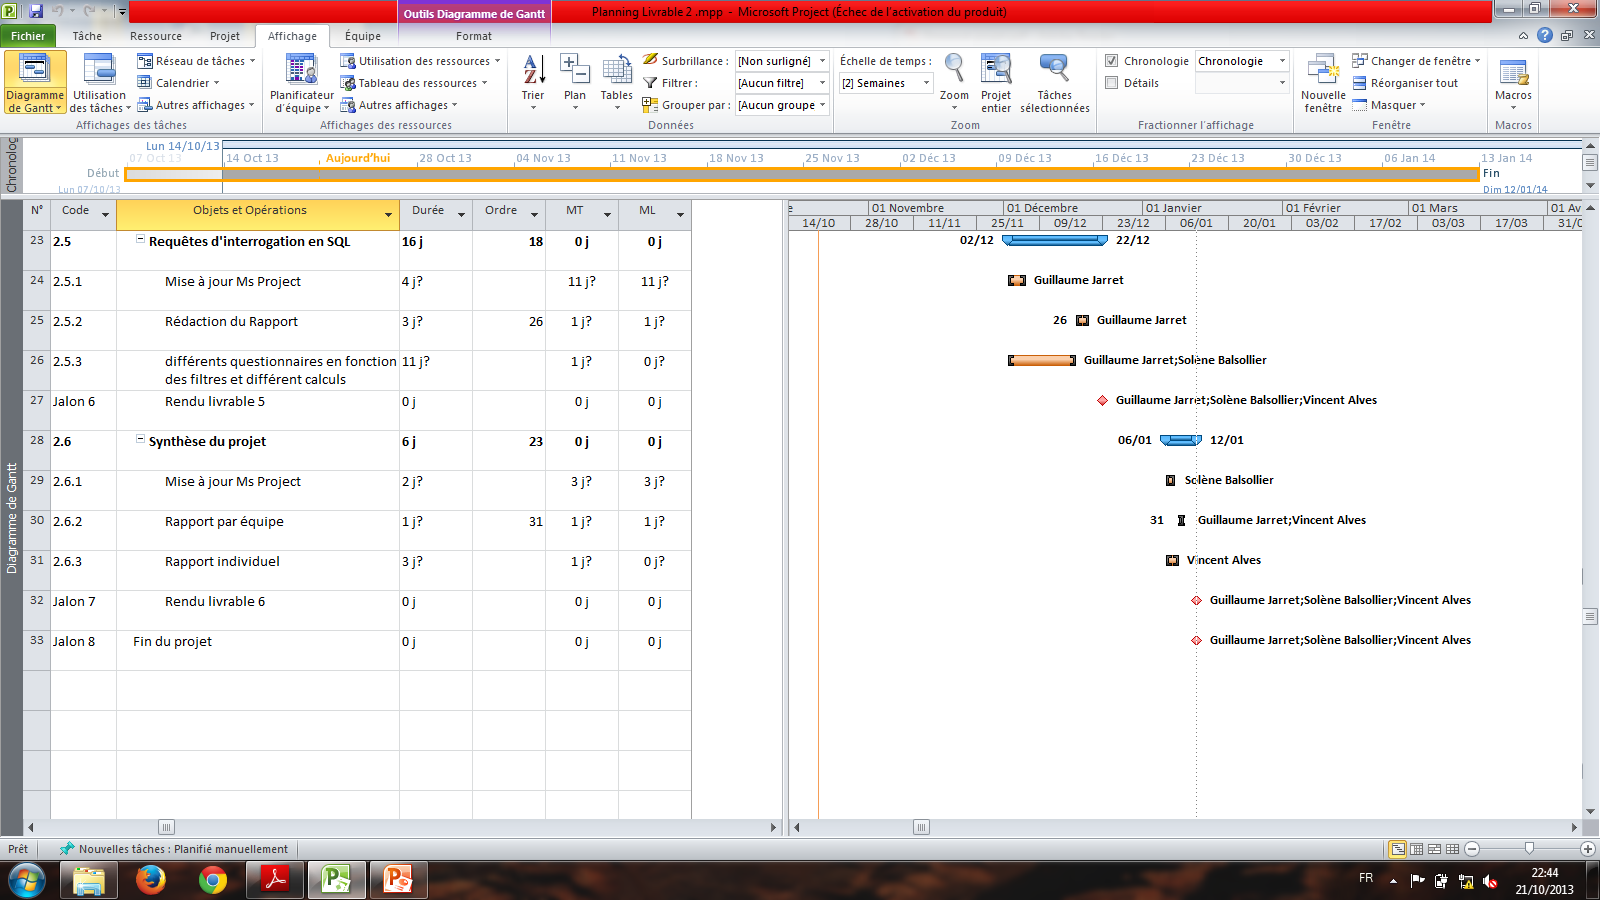 Outils Diagramme de Gantt
Planning Livrable 2 .mpp - Microsoft Project (Échec de l'activation du produit)
Fichier Tâche Ressource Projet Affichage Équipe Format
Diagramme de Gantt
Utilisation des tâches
Réseau de tâches
Calendrier
Autres affichages
Affichages des tâches
Planificateur d'équipe
Utilisation des ressources
Tableau des ressources
Autres affichages
Affichages des ressources
Trier
Plan
Tables
Surbrillance : [Non surligné]
Filtrer : [Aucun filtre]
Grouper par : [Aucun groupe
Données
Échelle de temps :
[2] Semaines
Zoom
Projet entier
Tâches sélectionnées
Zoom
Chronologie Chronologie
Détails
Fractionner l'affichage
Nouvelle fenêtre
Changer de fenêtre
Réorganiser tout
Masquer
Fenêtre
Macros
Macros
Chronolog
Lun 14/10/13
07 Oct 13 14 Oct 13 Aujourd'hui 28 Oct 13 04 Nov 13 11 Nov 13 18 Nov 13 25 Nov 13 02 Déc 13 09 Déc 13 16 Déc 13 23 Déc 13 30 Déc 13 06 Jan 14 13 Jan 14
Début Fin
Lun 07/10/13 Dim 12/01/14
Diagramme de Gantt
N° Code Objets et Opérations Durée Ordre MT ML
e 01 Novembre 01 Décembre 01 Janvier 01 Février 01 Mars 01 Av
14/10 28/10 11/11 25/11 09/12 23/12 06/01 20/01 03/02 17/02 03/03 17/03 31/0
23 2.5 Requêtes d'interrogation en SQL 16 j 18 0 j 0 j 02/12 22/12
24 2.5.1 Mise à jour Ms Project 4 j? 11 j? 11 j? Guillaume Jarret
25 2.5.2 Rédaction du Rapport 3 j? 26 1 j? 1 j? 26 Guillaume Jarret
26 2.5.3 différents questionnaires en fonction 11 j? 1 j? 0 j? Guillaume Jarret;Solène Balsollier
des filtres et différent calculs
27 Jalon 6 Rendu livrable 5 0 j 0 j 0 j Guillaume Jarret;Solène Balsollier;Vincent Alves
28 2.6 Synthèse du projet 6 j 23 0 j 0 j 06/01 12/01
29 2.6.1 Mise à jour Ms Project 2 j? 3 j? 3 j? Solène Balsollier
30 2.6.2 Rapport par équipe 1 j? 31 1 j? 1 j? 31 Guillaume Jarret;Vincent Alves
31 2.6.3 Rapport individuel 3 j? 1 j? 0 j? Vincent Alves
32 Jalon 7 Rendu livrable 6 0 j 0 j 0 j Guillaume Jarret;Solène Balsollier;Vincent Alves
33 Jalon 8 Fin du projet 0 j 0 j 0 j Guillaume Jarret;Solène Balsollier;Vincent Alves
Prêt Nouvelles tâches : Planifié manuellement
FR 22:44
21/10/2013